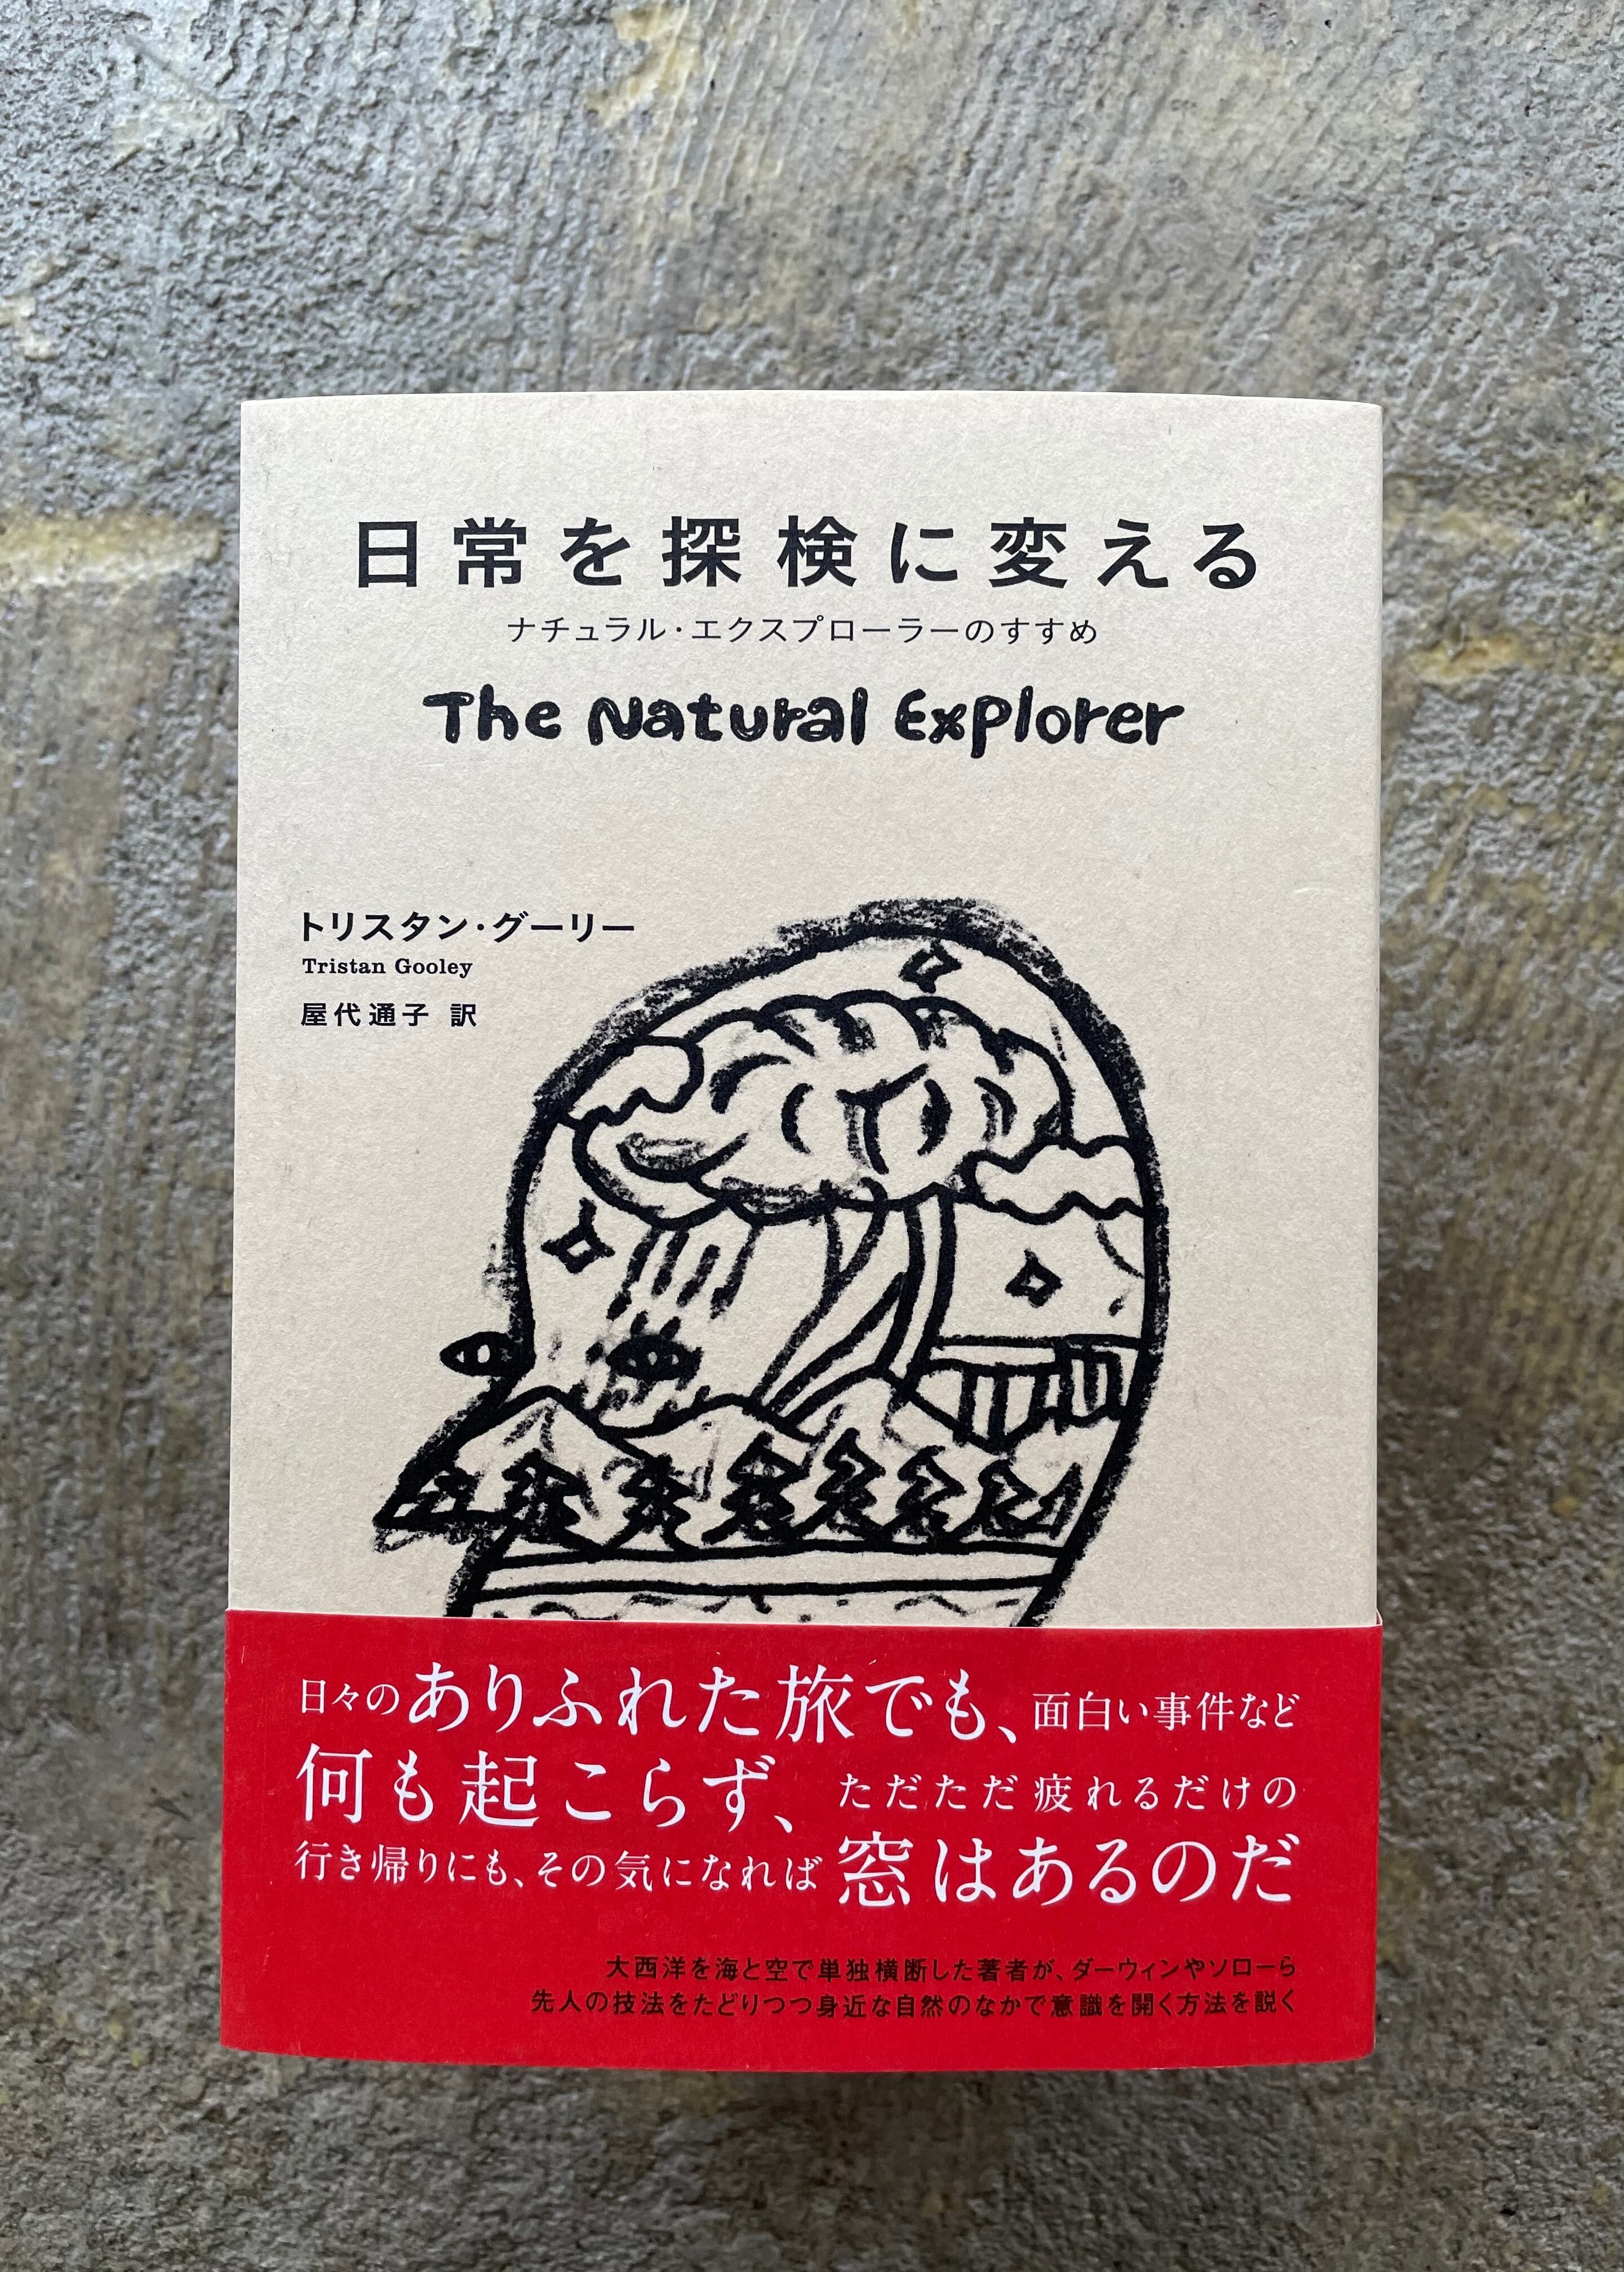 日常を探検に変える
ナチュラル・エクスプローラーのすすめ
The Natural Explorer
トリスタン・グーリー
Tristan Gooley
屋代通子 訳
日々のありふれた旅でも、面白い事件など
何も起こらず、ただただ疲れるだけの
行き帰りにも、その気になれば窓はあるのだ
大西洋を海と空で単独横断した著者が、ダーウィンやソローら
先人の技法をたどりつつ身近な自然のなかで意識を開く方法を説く